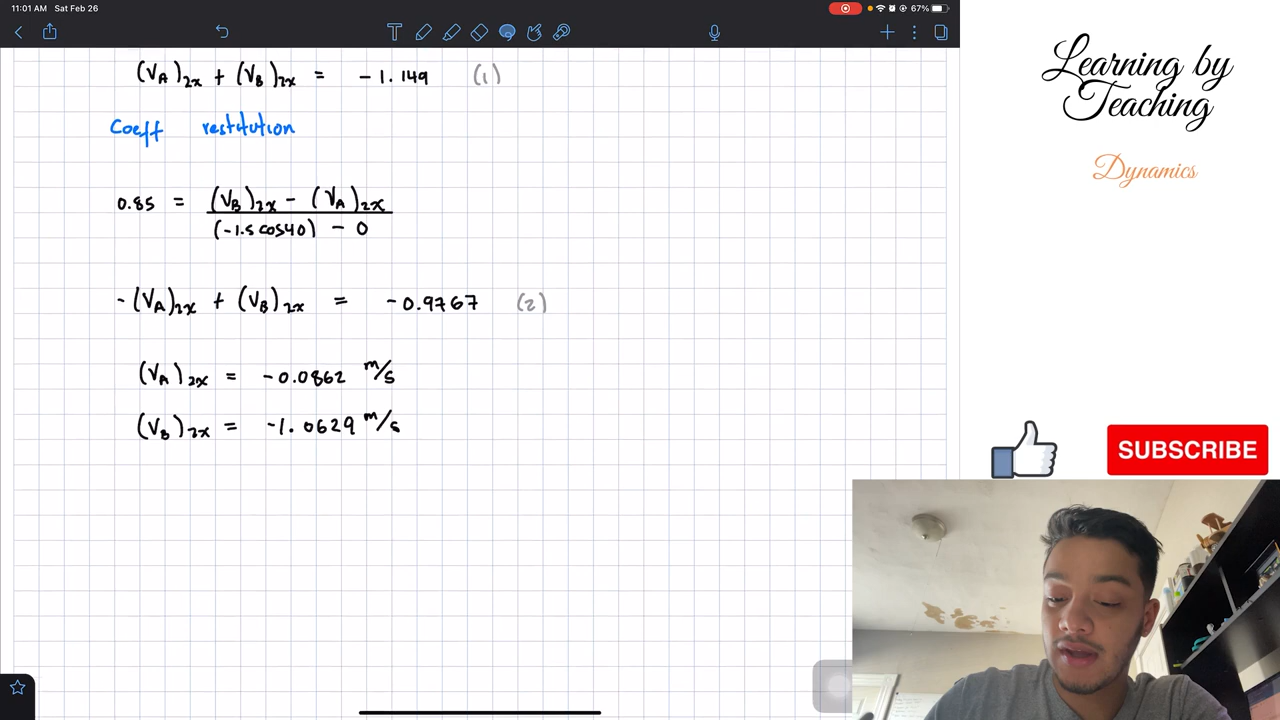 11:01 AM Sat Feb 26
67%
(VA)2x + (VB)2x = -1.149 (1)
Coeff restitution
0.85 = (VB)2x - (VA)2x
(-1.5 cos40) - 0
-(VA)2x + (VB)2x = -0.9767 (2)
(VA)2x = -0.0862 m/s
(VB)2x = -1.0629 m/s
Learning by
Teaching
Dynamics
SUBSCRIBE